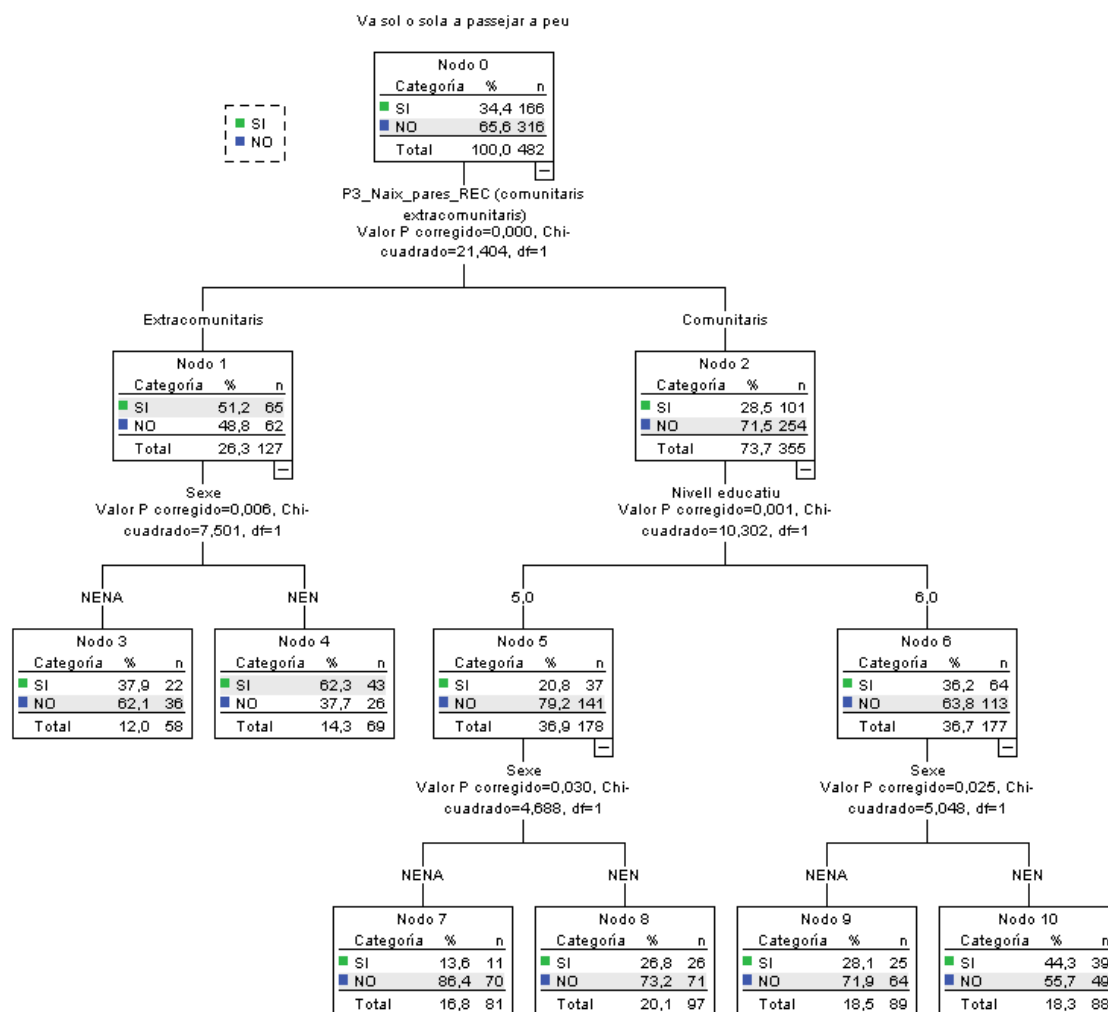 Va sol o sola a passejar a peu
SI
NO
Nodo 0
Categoría % n
SI 34,4 166
NO 65,6 316
Total 100,0 482
P3_Naix_pares_REC (comunitaris
extracomunitaris)
Valor P corregido=0,000, Chi-
cuadrado=21,404, df=1
Extracomunitaris
Comunitaris
Nodo 1
Categoría % n
SI 51,2 65
NO 48,8 62
Total 26,3 127
Nodo 2
Categoría % n
SI 28,5 101
NO 71,5 254
Total 73,7 355
Sexe
Valor P corregido=0,006, Chi-
cuadrado=7,501, df=1
Nivell educatiu
Valor P corregido=0,001, Chi-
cuadrado=10,302, df=1
NENA
NEN
5,0
6,0
Nodo 3
Categoría % n
SI 37,9 22
NO 62,1 36
Total 12,0 58
Nodo 4
Categoría % n
SI 62,3 43
NO 37,7 26
Total 14,3 69
Nodo 5
Categoría % n
SI 20,8 37
NO 79,2 141
Total 36,9 178
Nodo 6
Categoría % n
SI 36,2 64
NO 63,8 113
Total 36,7 177
Sexe
Valor P corregido=0,030, Chi-
cuadrado=4,688, df=1
Sexe
Valor P corregido=0,025, Chi-
cuadrado=5,048, df=1
NENA
NEN
NENA
NEN
Nodo 7
Categoría % n
SI 13,6 11
NO 86,4 70
Total 16,8 81
Nodo 8
Categoría % n
SI 26,8 26
NO 73,2 71
Total 20,1 97
Nodo 9
Categoría % n
SI 28,1 25
NO 71,9 64
Total 18,5 89
Nodo 10
Categoría % n
SI 44,3 39
NO 55,7 49
Total 18,3 88